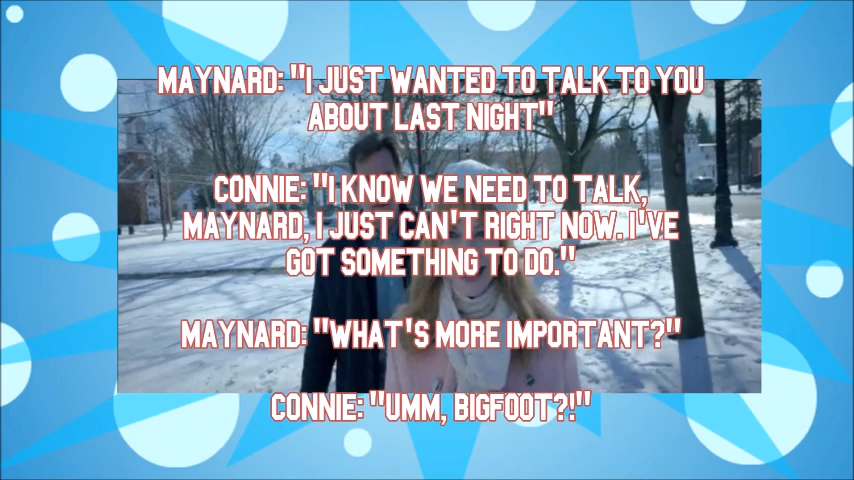 MAYNARD: "I JUST WANTED TO TALK TO YOU
ABOUT LAST NIGHT"
CONNIE: "I KNOW WE NEED TO TALK,
MAYNARD, I JUST CAN'T RIGHT NOW. I'VE
GOT SOMETHING TO DO."
MAYNARD: "WHAT'S MORE IMPORTANT?"
CONNIE: "UMM, BIGFOOT?!"